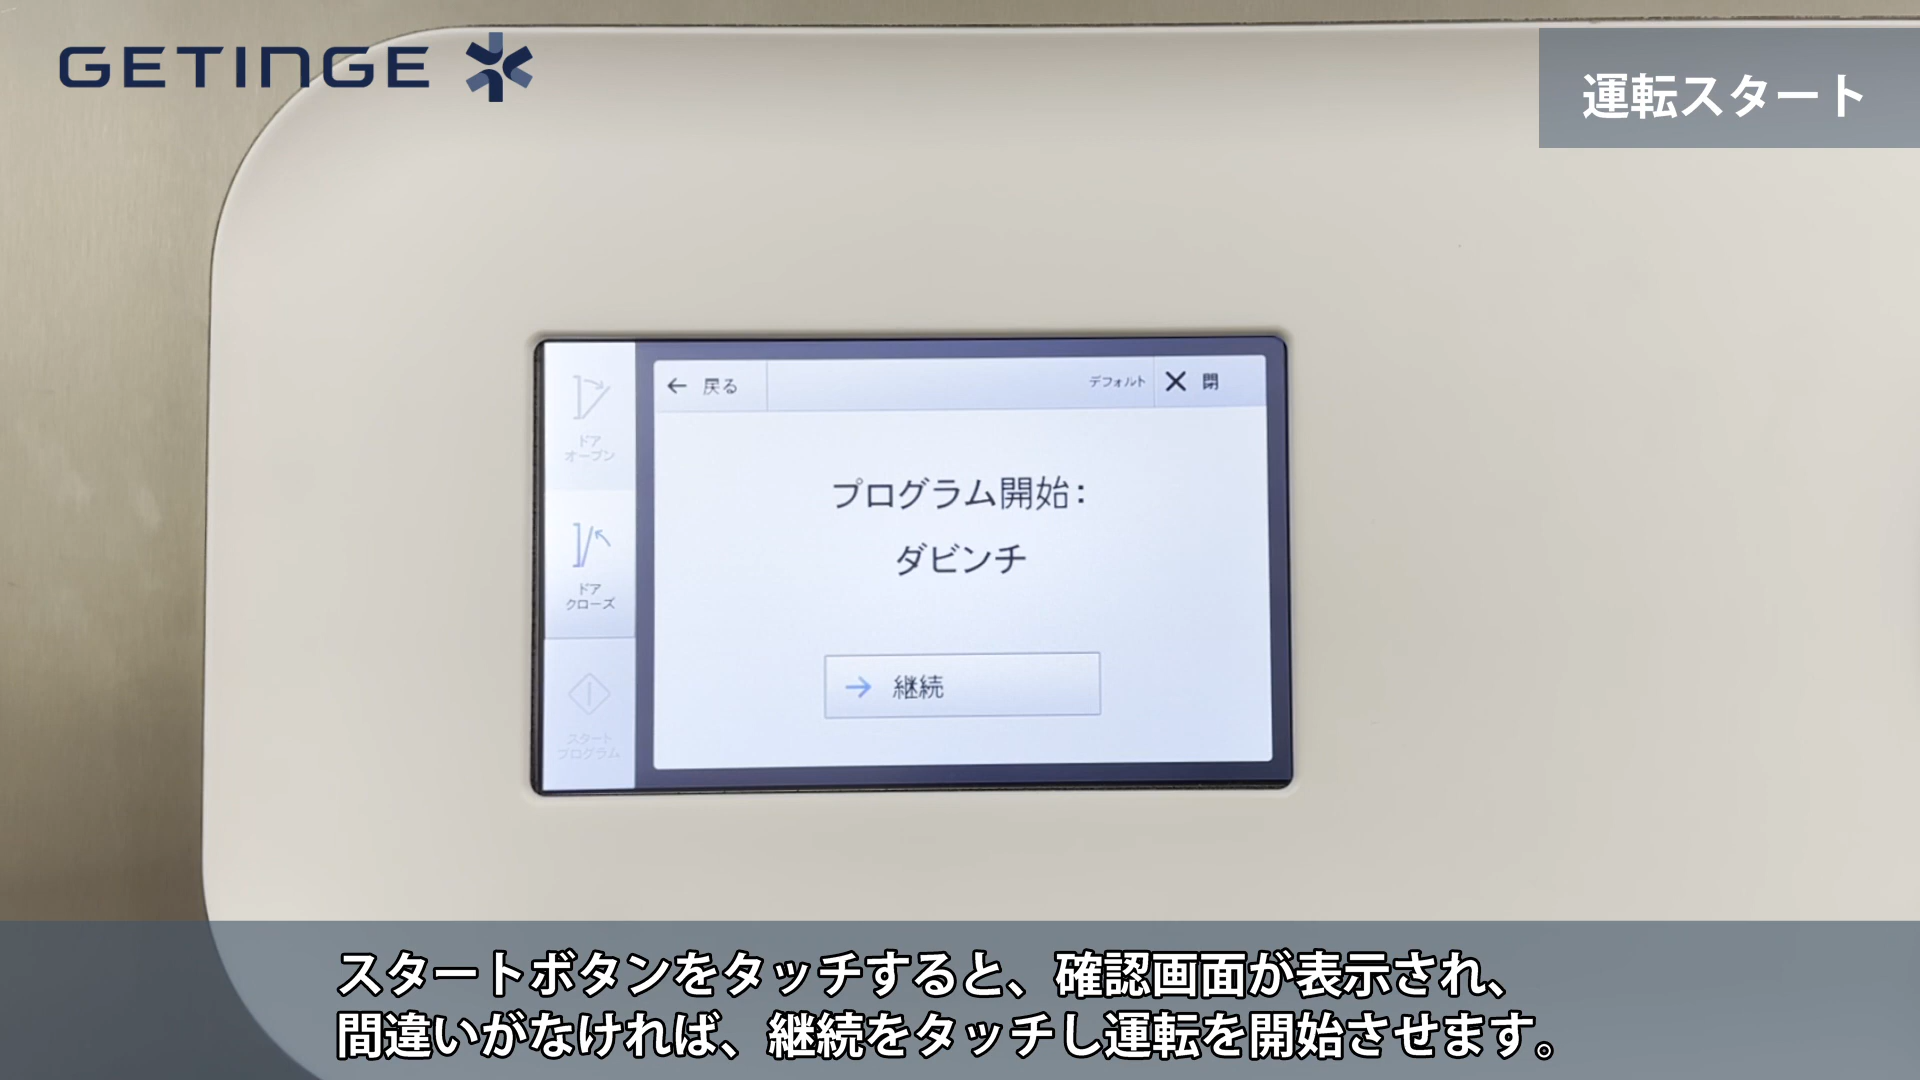 GETINGE
運転スタート
ドア
オープン
ドア
クローズ
スタート
プログラム
戻る
デフォルト
閉
プログラム開始：
ダビンチ
継続
スタートボタンをタッチすると、確認画面が表示され、
間違いがなければ、継続をタッチし運転を開始させます。